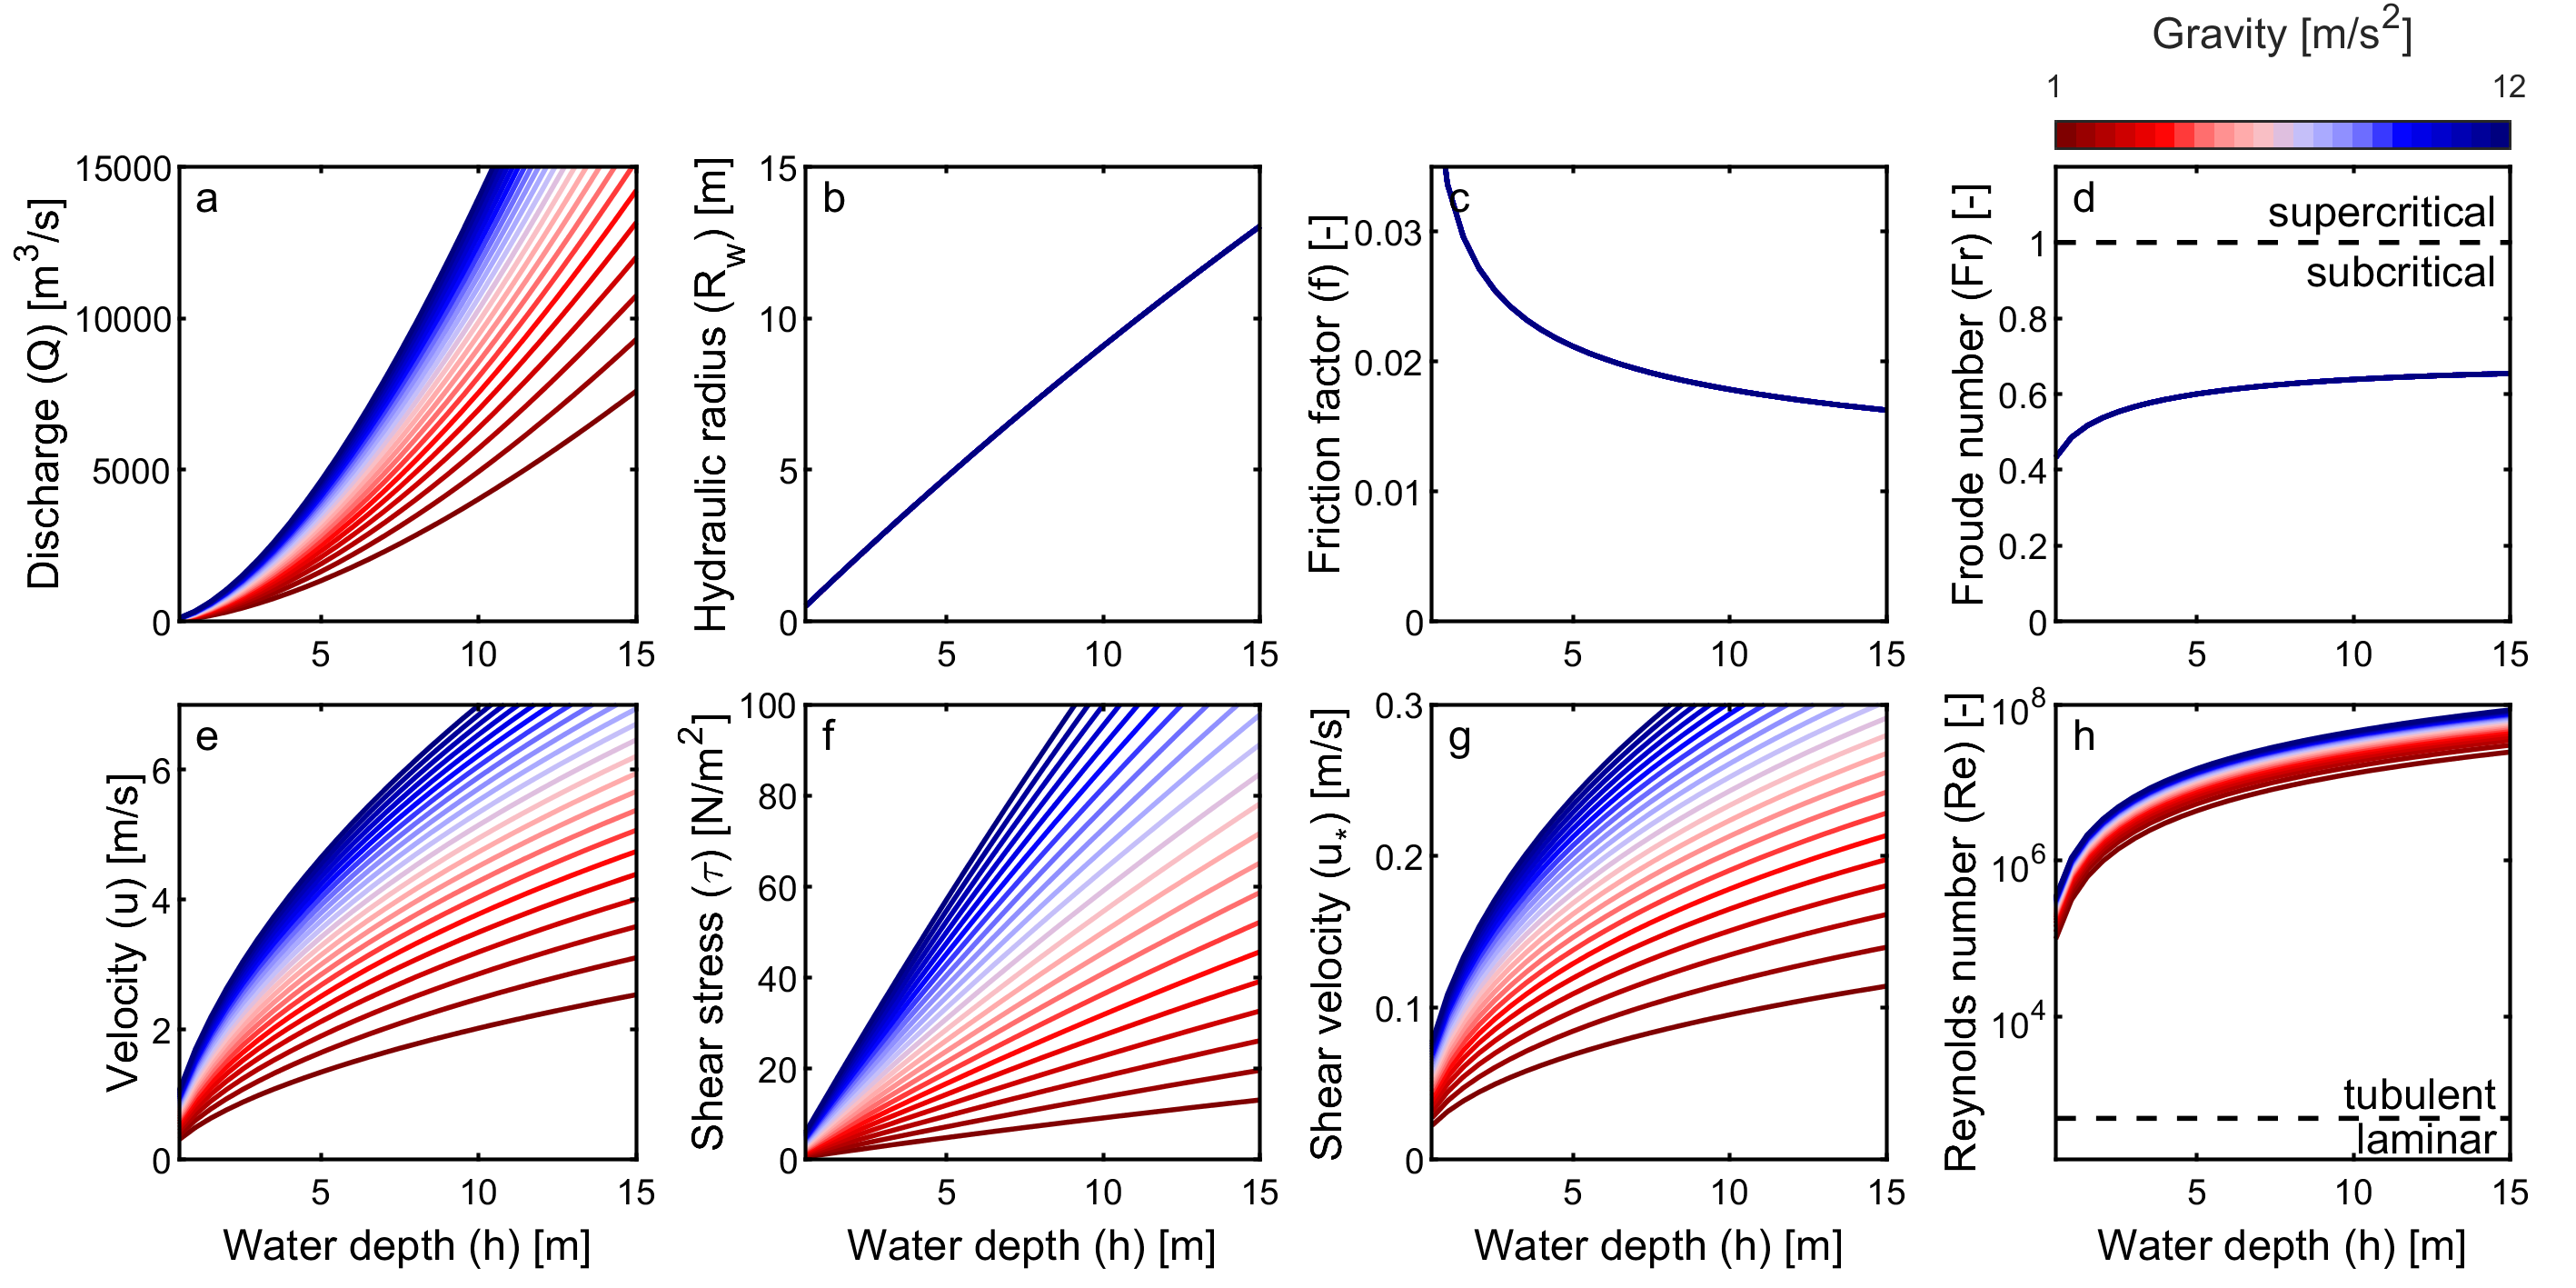 Gravity [m/s2]
1 12
a
Discharge (Q) [m3/s]
15000
10000
5000
0
5 10 15
b
Hydraulic radius (Rw) [m]
15
10
5
0
5 10 15
c
Friction factor (f) [-]
0.03
0.02
0.01
0
5 10 15
d
Froude number (Fr) [-]
supercritical
subcritical
1
0.8
0.6
0.4
0.2
0
5 10 15
e
Velocity (u) [m/s]
6
4
2
0
5 10 15
Water depth (h) [m]
f
Shear stress (τ) [N/m2]
100
80
60
40
20
0
5 10 15
Water depth (h) [m]
g
Shear velocity (u*) [m/s]
0.3
0.2
0.1
0
5 10 15
Water depth (h) [m]
h
Reynolds number (Re) [-]
108
106
104
tubulent
laminar
5 10 15
Water depth (h) [m]